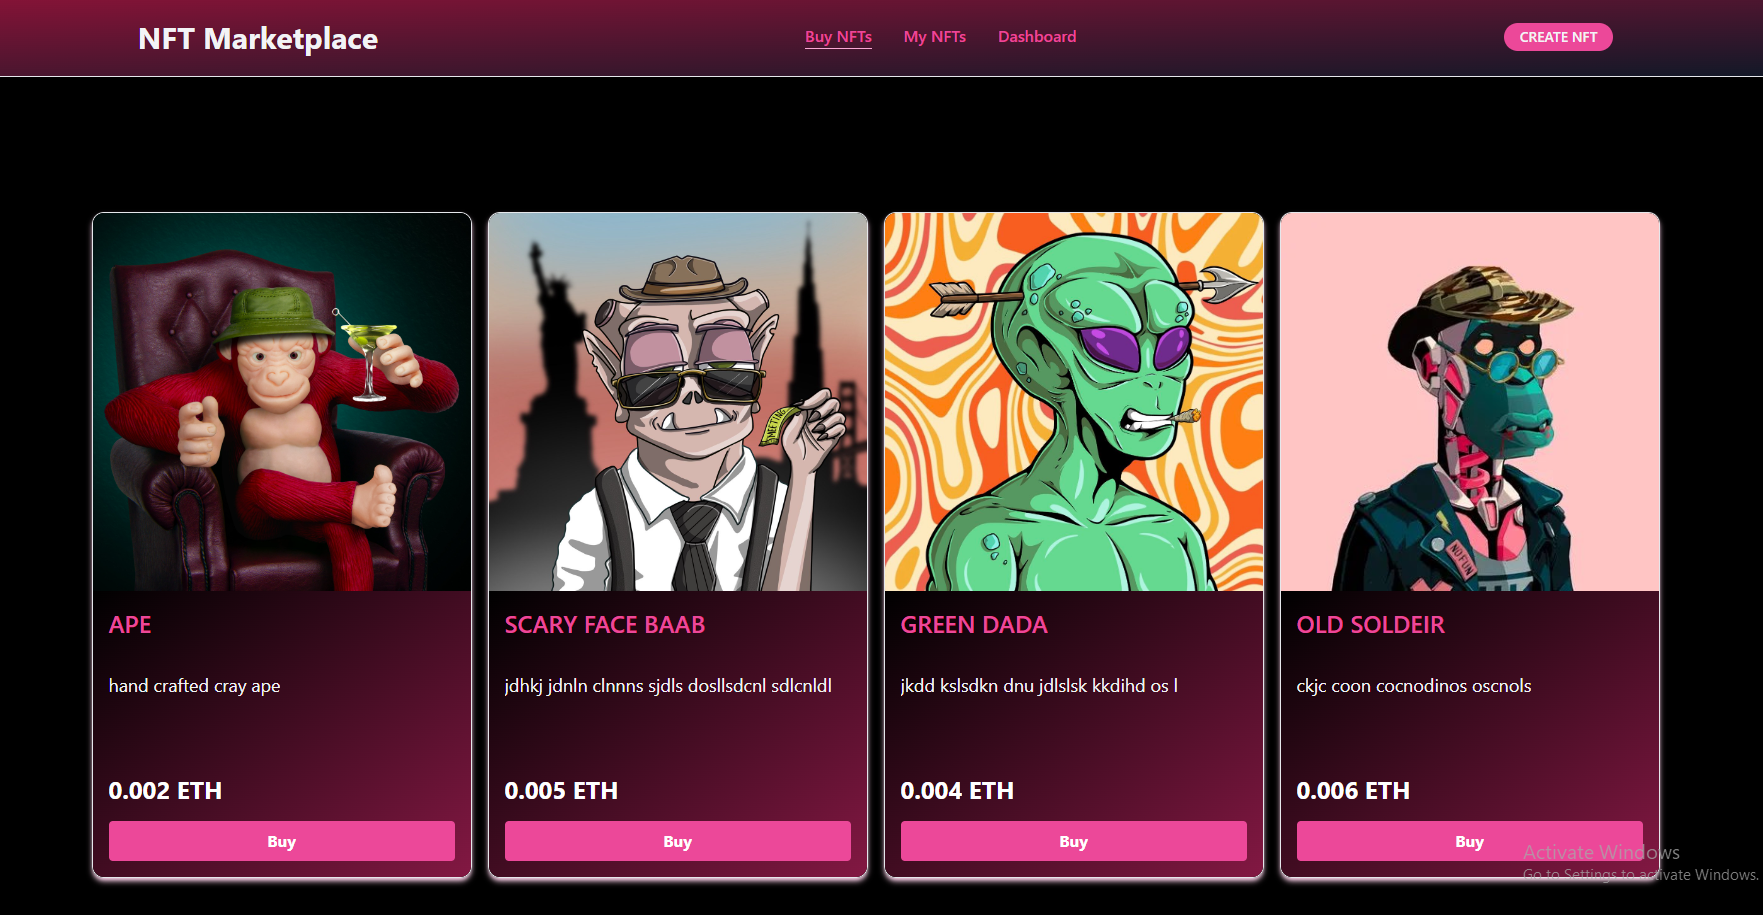 NFT Marketplace
Buy NFTs
My NFTs
Dashboard
CREATE NFT
MEETING
NO FUN
APE
SCARY FACE BAAB
GREEN DADA
OLD SOLDEIR
hand crafted cray ape
jdhkj jdnln clnnns sjdls dosllsdcnl sdlcnldl
jkdd kslsdkn dnu jdlslsk kkdihd os l
ckjc coon cocnodinos oscnols
0.002 ETH
0.005 ETH
0.004 ETH
0.006 ETH
Buy
Buy
Buy
Buy
Activate Windows
Go to Settings to activate Windows.